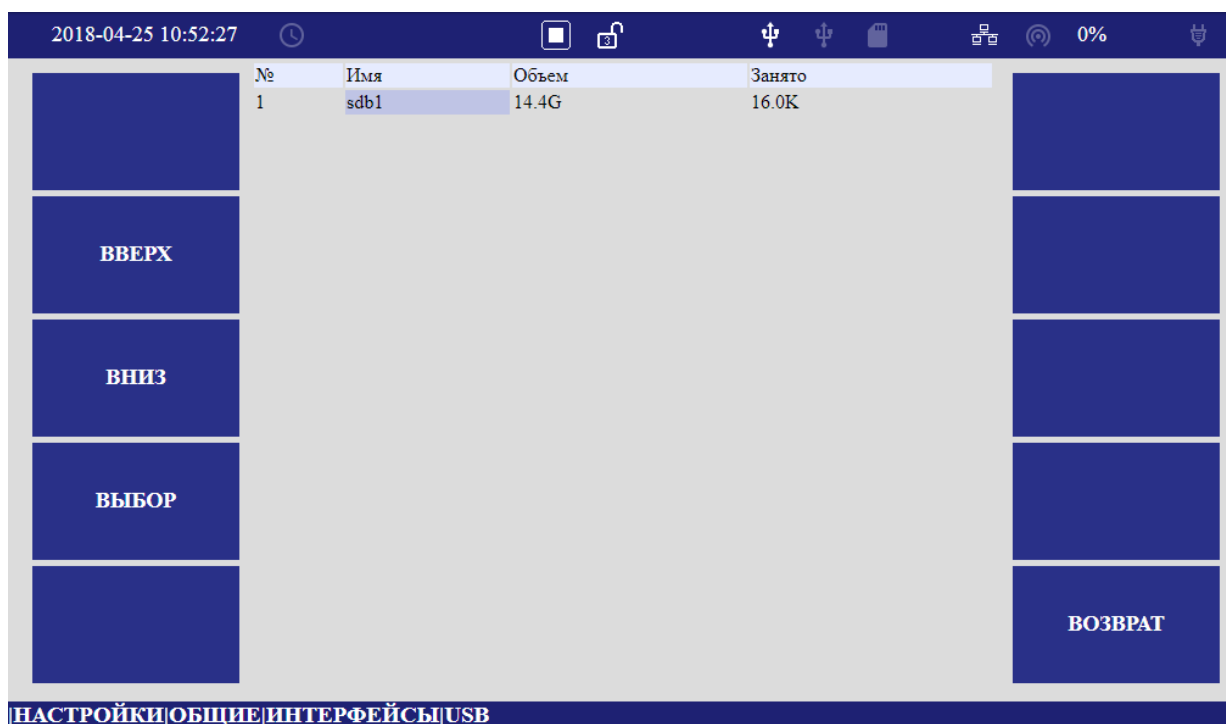 2018-04-25 10:52:27 3 0%
№ Имя Объем Занято
1 sdb1 14.4G 16.0K
ВВЕРХ
ВНИЗ
ВЫБОР
ВОЗВРАТ
|НАСТРОЙКИ|ОБЩИЕ|ИНТЕРФЕЙСЫ|USB